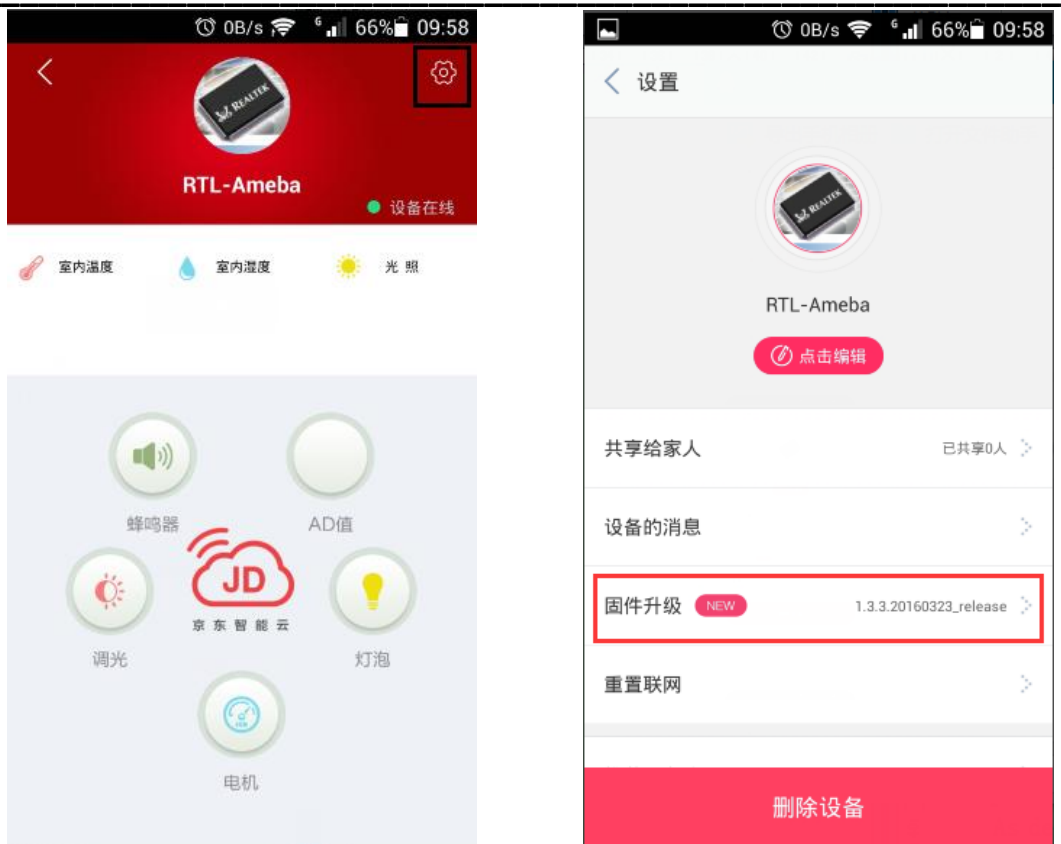 0B/s G 66% 09:58
REALTEK
RTL-Ameba
设备在线
室内温度 室内湿度 光 照
蜂鸣器 AD值
JD
京东智能云
调光 灯泡
电机
0B/s G 66% 09:58
设置
REALTEK
RTL-Ameba
点击编辑
共享给家人 已共享0人
设备的消息
固件升级 NEW 1.3.3.20160323_release
重置联网
删除设备